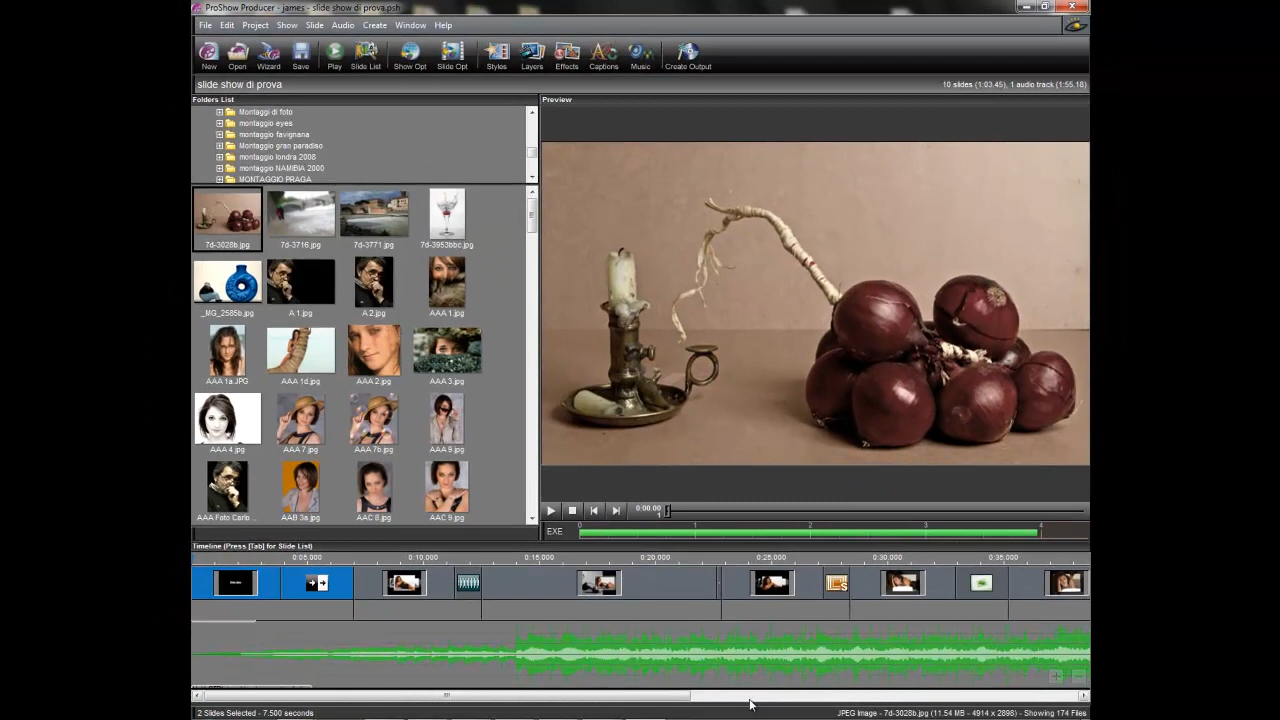 ProShow Producer - james - slide show di prova.psh
File Edit Project Show Slide Audio Create Window Help
New Open Wizard Save Play Slide List Show Opt Slide Opt Styles Layers Effects Captions Music Create Output
slide show di prova
10 slides (1:03.45), 1 audio track (1:55.18)
Folders List
Preview
Montaggi di foto
montaggio eyes
montaggio favignana
montaggio gran paradiso
montaggio londra 2008
montaggio NAMIBIA 2000
MONTAGGIO PRAGA
7d-3028b.jpg 7d-3716.jpg 7d-3771.jpg 7d-3953bbc.jpg
_MG_2585b.jpg A 1.jpg A 2.jpg AAA 1.jpg
AAA 1a.JPG AAA 1d.jpg AAA 2.jpg AAA 3.jpg
AAA 4.jpg AAA 7.jpg AAA 7b.jpg AAA 9.jpg
AAA Foto Carlo ... AAB 3a.jpg AAC 8.jpg AAC 9.jpg
0:00.00
EXE 0 1 2 3 4
Timeline (Press [Tab] for Slide List)
0:05,000 0:10,000 0:15,000 0:20,000 0:25,000 0:30,000 0:35,000
2 Slides Selected - 7.500 seconds
JPEG Image - 7d-3028b.jpg (11.54 MB - 4914 x 2898) - Showing 174 Files